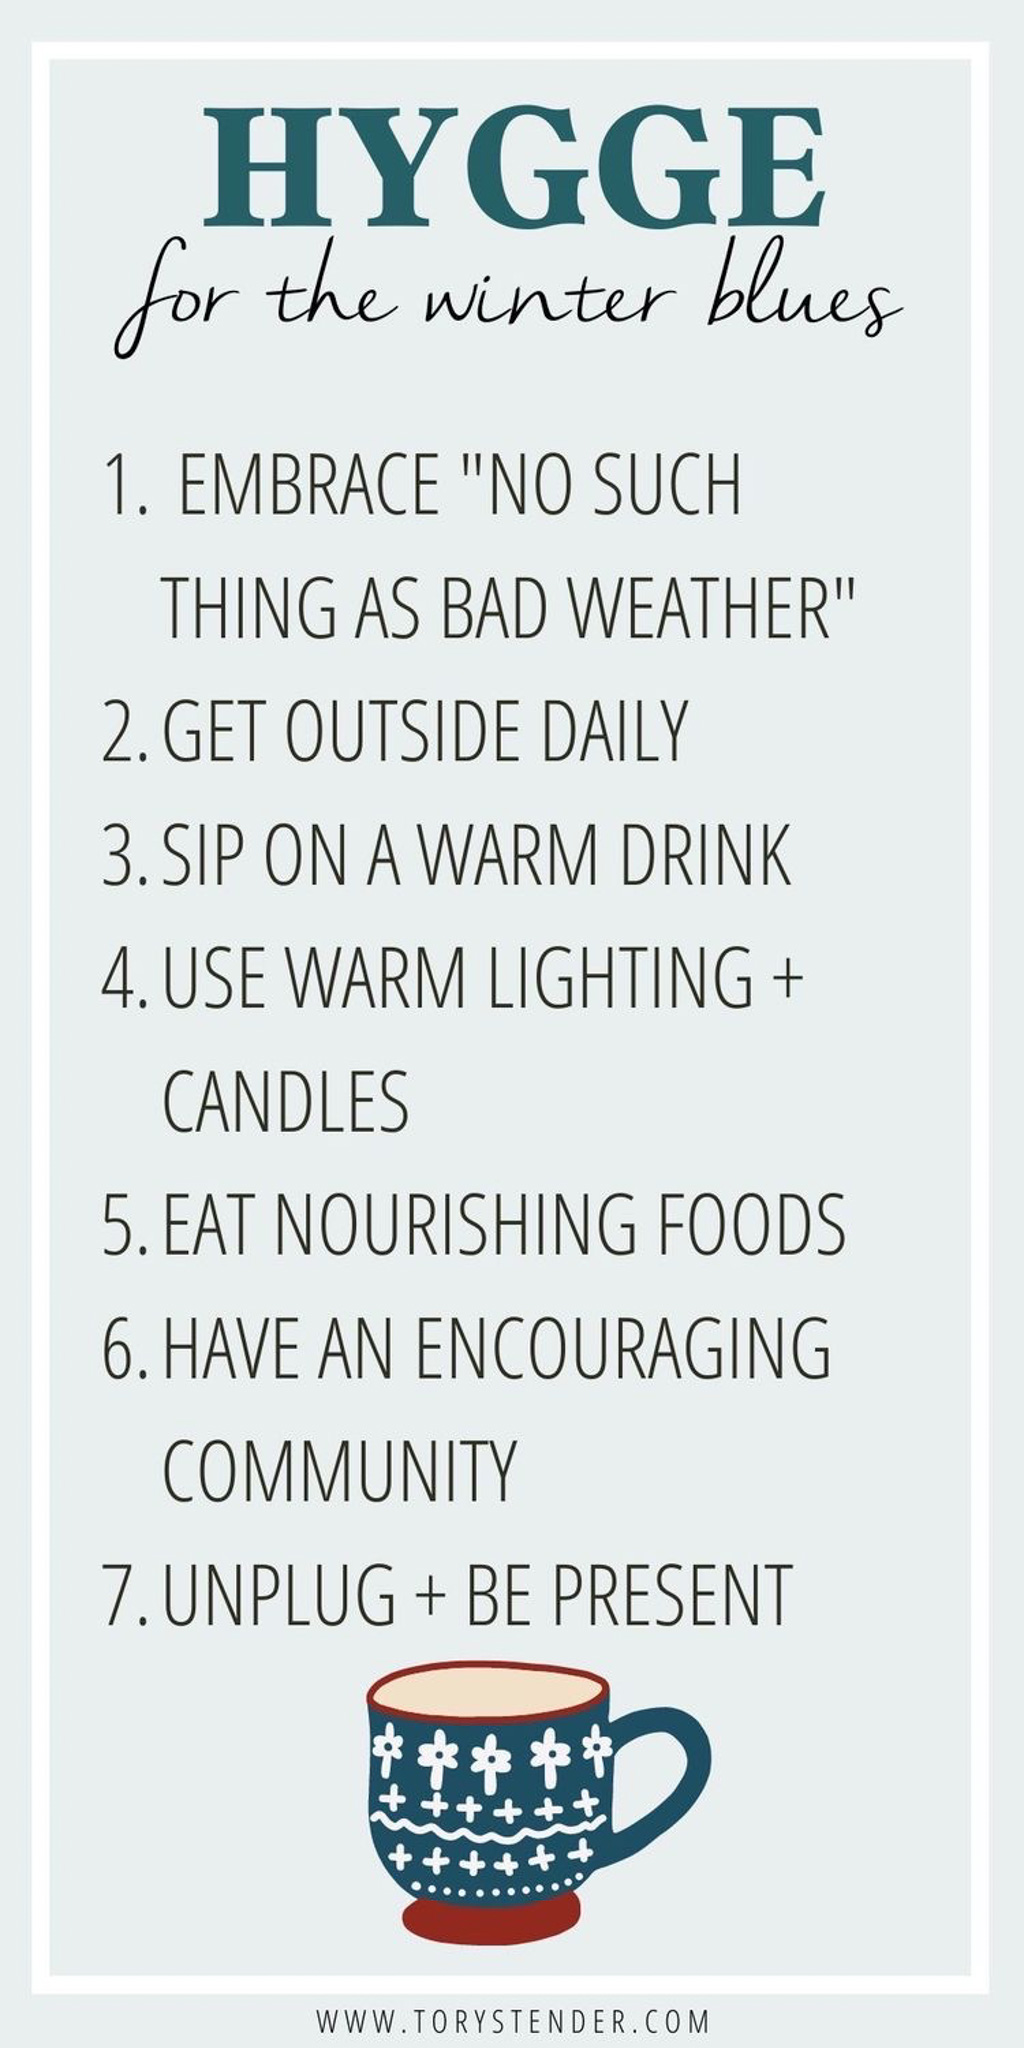 HYGGE
for the winter blues
1. EMBRACE "NO SUCH
THING AS BAD WEATHER"
2. GET OUTSIDE DAILY
3. SIP ON A WARM DRINK
4. USE WARM LIGHTING +
CANDLES
5. EAT NOURISHING FOODS
6. HAVE AN ENCOURAGING
COMMUNITY
7. UNPLUG + BE PRESENT
WWW.TORYSTENDER.COM